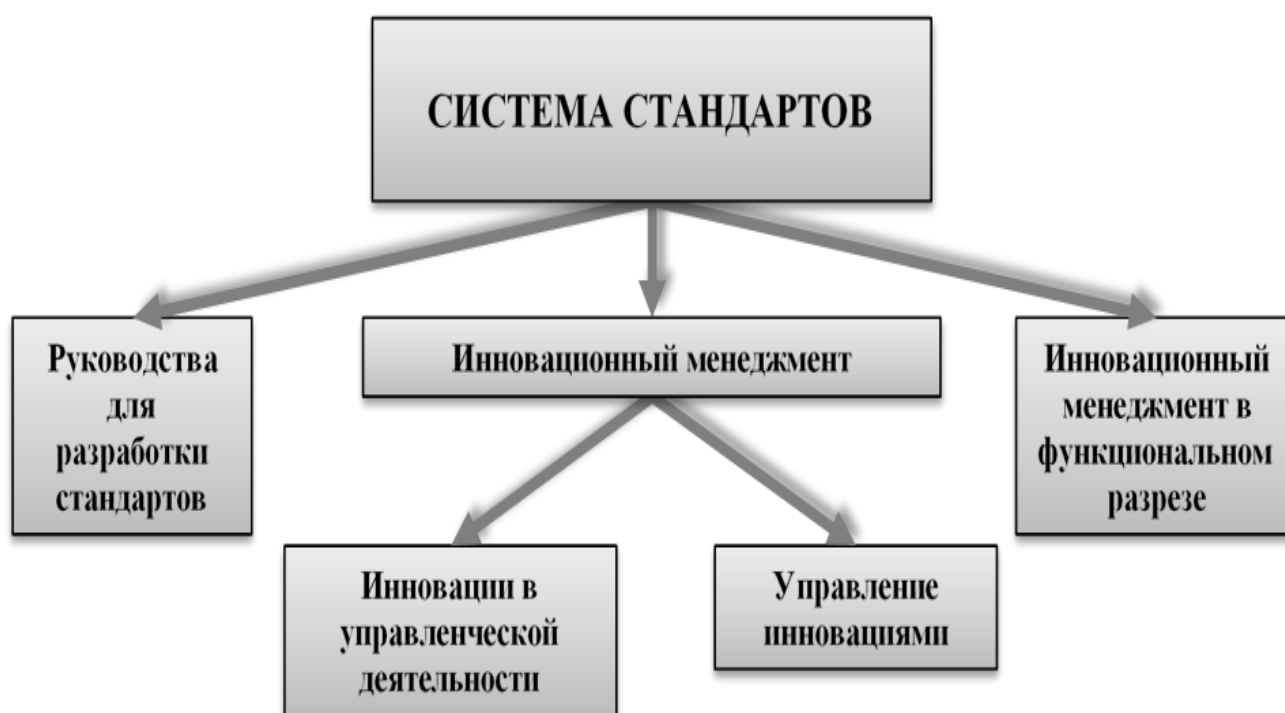 СИСТЕМА СТАНДАРТОВ
Руководства
для
разработки
стандартов
Инновационный менеджмент
Инновационный
менеджмент в
функциональном
разрезе
Инновации в
управленческой
деятельности
Управление
инновациями